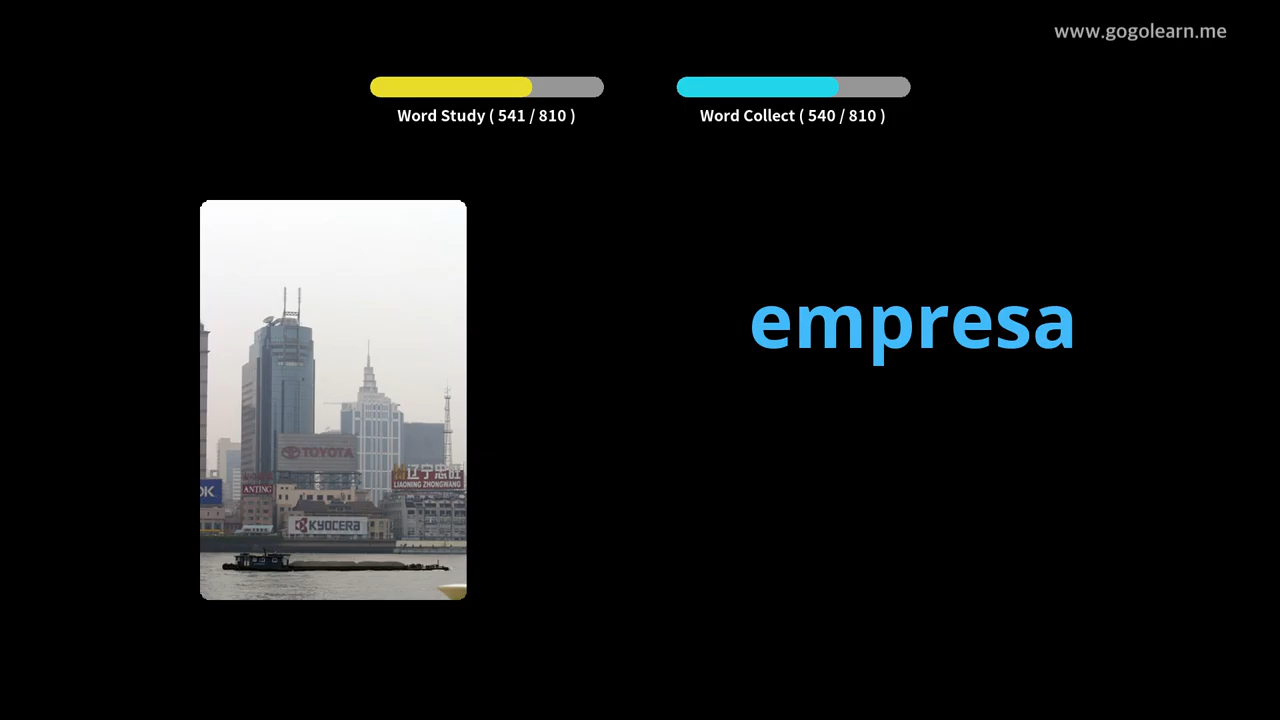 www.gogolearn.me
Word Study ( 541 / 810 )
Word Collect ( 540 / 810 )
empresa
TOYOTA
辽宁忠旺
LIAONING ZHONGWANG
OK
ANTING
KYOCERA